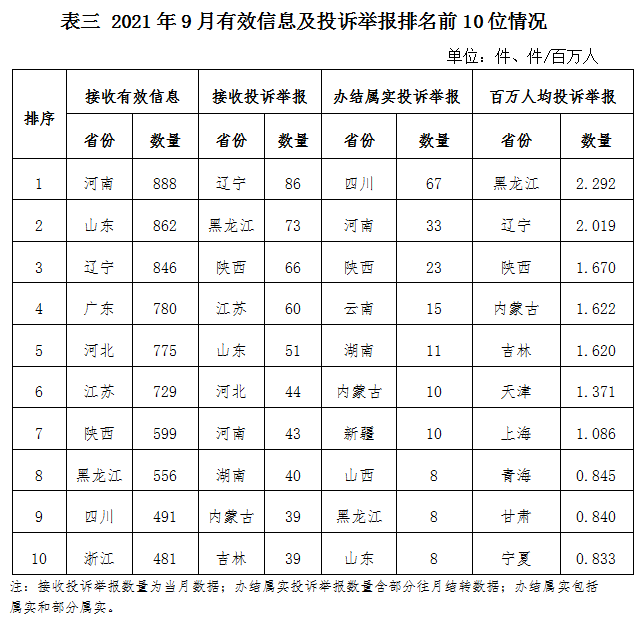 表三 2021 年 9 月有效信息及投诉举报排名前 10 位情况
单位：件、件/百万人
排序 接收有效信息 接收投诉举报 办结属实投诉举报 百万人均投诉举报
省份 数量 省份 数量 省份 数量 省份 数量
1 河南 888 辽宁 86 四川 67 黑龙江 2.292
2 山东 862 黑龙江 73 河南 33 辽宁 2.019
3 辽宁 846 陕西 66 陕西 23 陕西 1.670
4 广东 780 江苏 60 云南 15 内蒙古 1.622
5 河北 775 山东 51 湖南 11 吉林 1.620
6 江苏 729 河北 44 内蒙古 10 天津 1.371
7 陕西 599 河南 43 新疆 10 上海 1.086
8 黑龙江 556 湖南 40 山西 8 青海 0.845
9 四川 491 内蒙古 39 黑龙江 8 甘肃 0.840
10 浙江 481 吉林 39 山东 8 宁夏 0.833
注：接收投诉举报数量为当月数据；办结属实投诉举报数量含部分往月结转数据；办结属实包括
属实和部分属实。